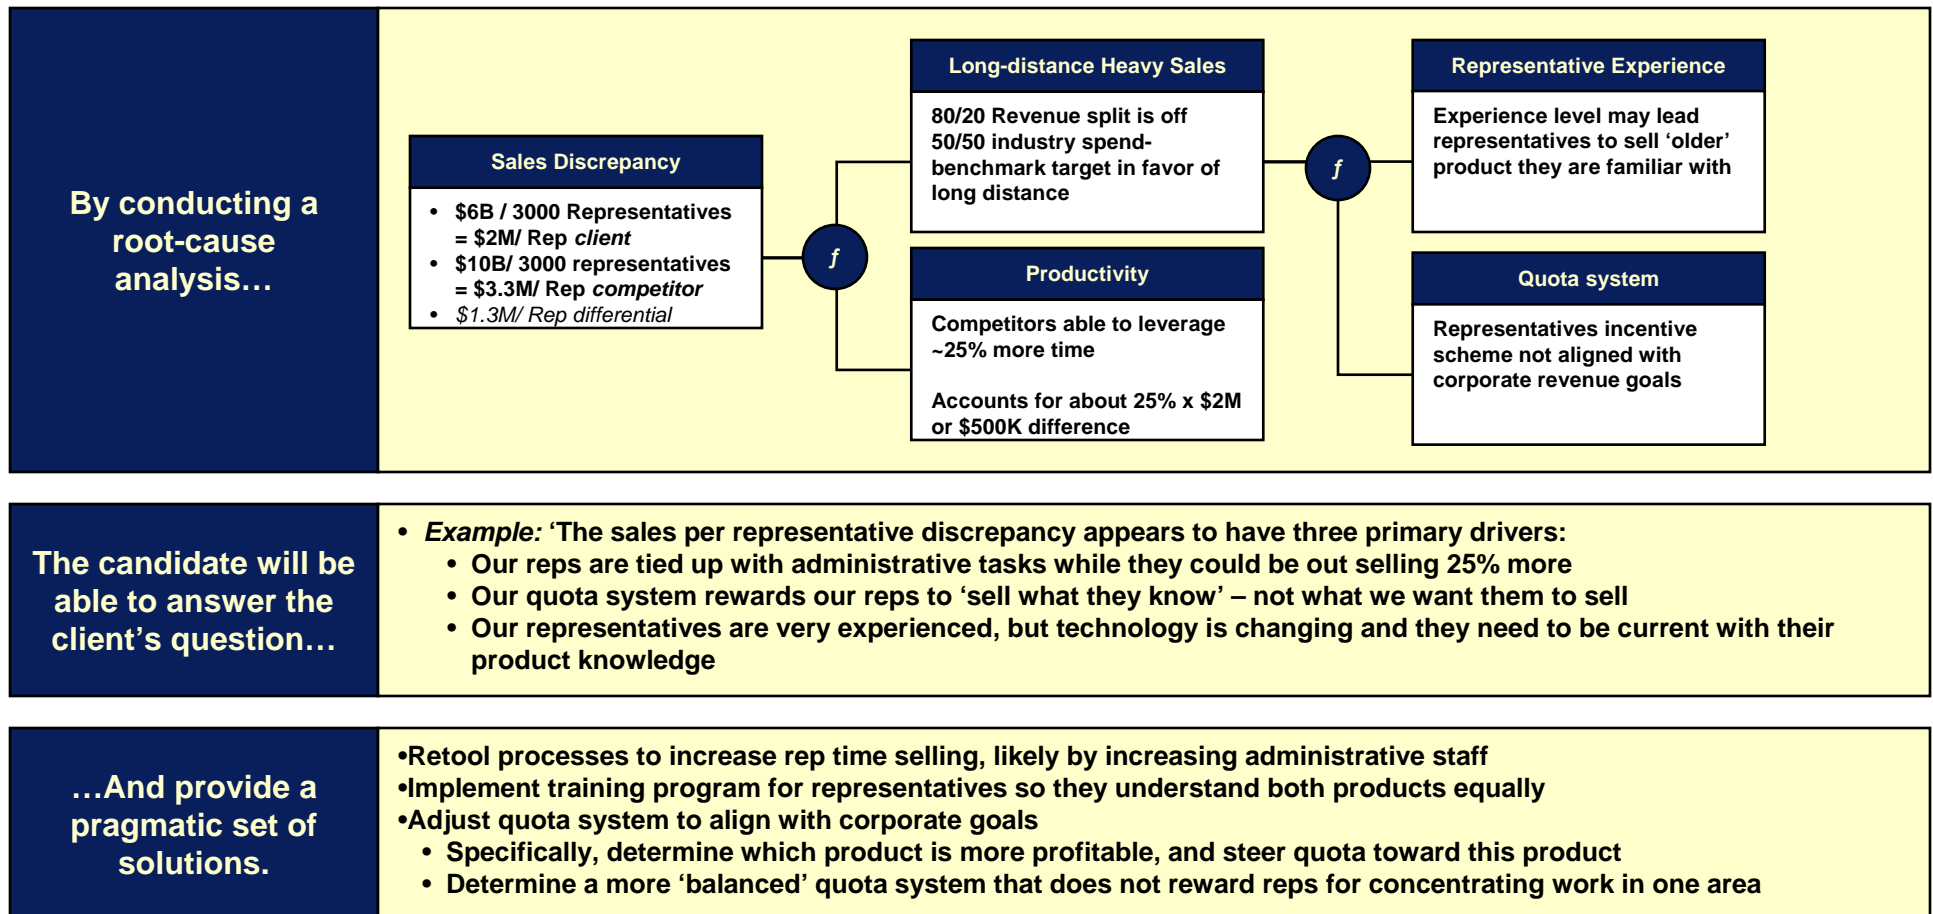 By conducting a
root-cause
analysis…
Sales Discrepancy
• $6B / 3000 Representatives
= $2M/ Rep client
• $10B/ 3000 representatives
= $3.3M/ Rep competitor
• $1.3M/ Rep differential
f
Long-distance Heavy Sales
80/20 Revenue split is off
50/50 industry spend-
benchmark target in favor of
long distance
Productivity
Competitors able to leverage
~25% more time
Accounts for about 25% x $2M
or $500K difference
f
Representative Experience
Experience level may lead
representatives to sell ‘older’
product they are familiar with
Quota system
Representatives incentive
scheme not aligned with
corporate revenue goals
The candidate will be
able to answer the
client’s question…
• Example: ‘The sales per representative discrepancy appears to have three primary drivers:
• Our reps are tied up with administrative tasks while they could be out selling 25% more
• Our quota system rewards our reps to ‘sell what they know’ – not what we want them to sell
• Our representatives are very experienced, but technology is changing and they need to be current with their
product knowledge
…And provide a
pragmatic set of
solutions.
•Retool processes to increase rep time selling, likely by increasing administrative staff
•Implement training program for representatives so they understand both products equally
•Adjust quota system to align with corporate goals
• Specifically, determine which product is more profitable, and steer quota toward this product
• Determine a more ‘balanced’ quota system that does not reward reps for concentrating work in one area